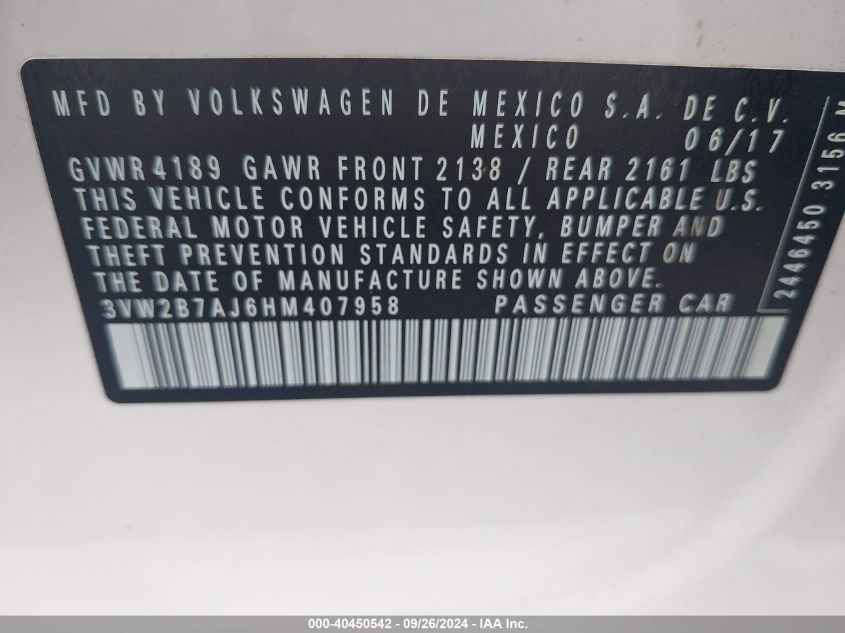 MFD BY VOLKSWAGEN DE MEXICO S.A. DE C.V.
MEXICO 06/17
GVWR 4189 GAWR FRONT 2138 / REAR 2161 LBS
THIS VEHICLE CONFORMS TO ALL APPLICABLE U.S.
FEDERAL MOTOR VEHICLE SAFETY, BUMPER AND
THEFT PREVENTION STANDARDS IN EFFECT ON
THE DATE OF MANUFACTURE SHOWN ABOVE.
3VW2B7AJ6HM407958 PASSENGER CAR
2446450 3156 M
000-40450542 - 09/26/2024 - IAA Inc.